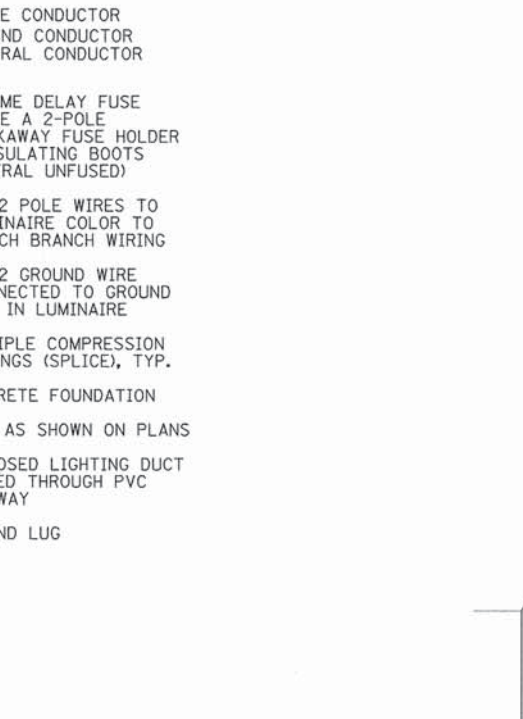 E CONDUCTOR
ND CONDUCTOR
RAL CONDUCTOR
ME DELAY FUSE
E A 2-POLE
KAWAY FUSE HOLDER
SULATING BOOTS
TRAL UNFUSED)
2 POLE WIRES TO
INAIRE COLOR TO
CH BRANCH WIRING
2 GROUND WIRE
NECTED TO GROUND
IN LUMINAIRE
IPLE COMPRESSION
NGS (SPLICE), TYP.
RETE FOUNDATION
AS SHOWN ON PLANS
OSED LIGHTING DUCT
ED THROUGH PVC
WAY
ND LUG